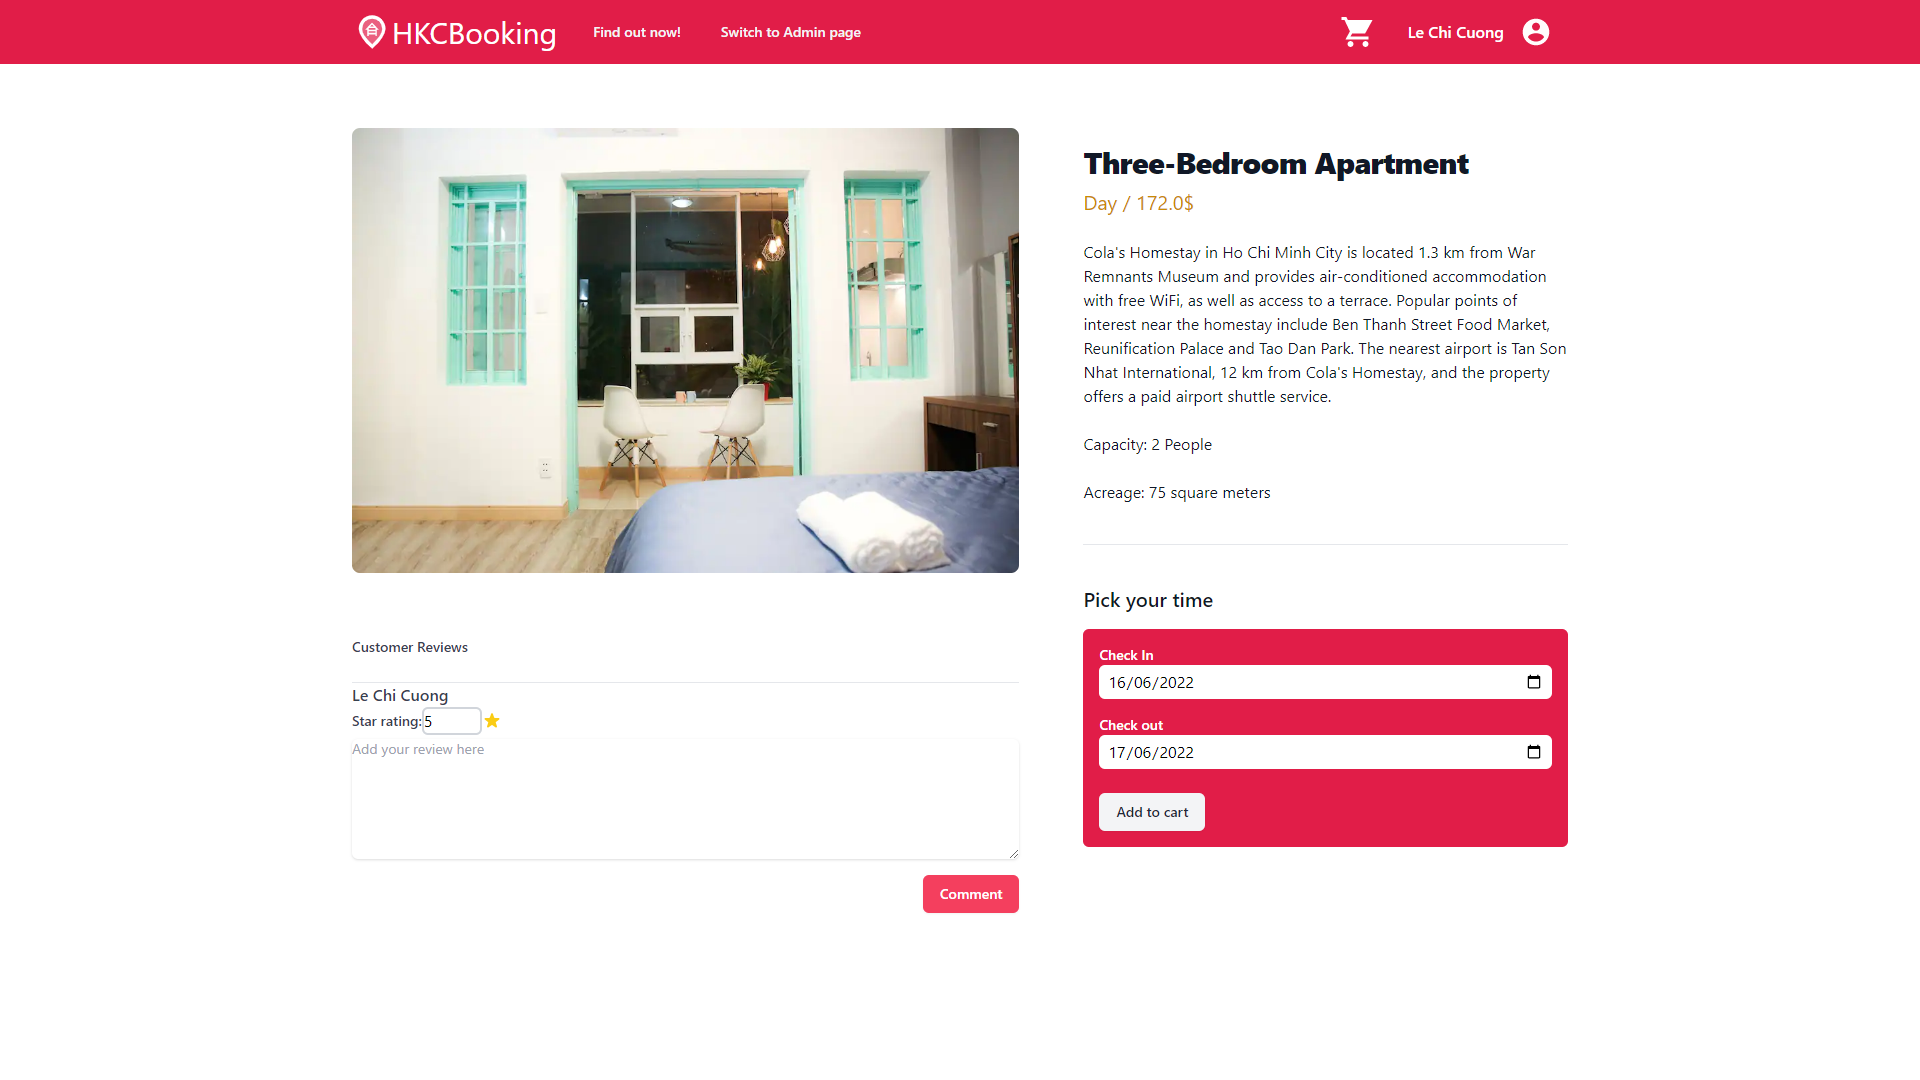 HKCBooking
Find out now!
Switch to Admin page
Le Chi Cuong
Three-Bedroom Apartment
Day / 172.0$
Cola's Homestay in Ho Chi Minh City is located 1.3 km from War
Remnants Museum and provides air-conditioned accommodation
with free WiFi, as well as access to a terrace. Popular points of
interest near the homestay include Ben Thanh Street Food Market,
Reunification Palace and Tao Dan Park. The nearest airport is Tan Son
Nhat International, 12 km from Cola's Homestay, and the property
offers a paid airport shuttle service.
Capacity: 2 People
Acreage: 75 square meters
Pick your time
Check In
16/06/2022
Check out
17/06/2022
Add to cart
Customer Reviews
Le Chi Cuong
Star rating: 5
Add your review here
Comment